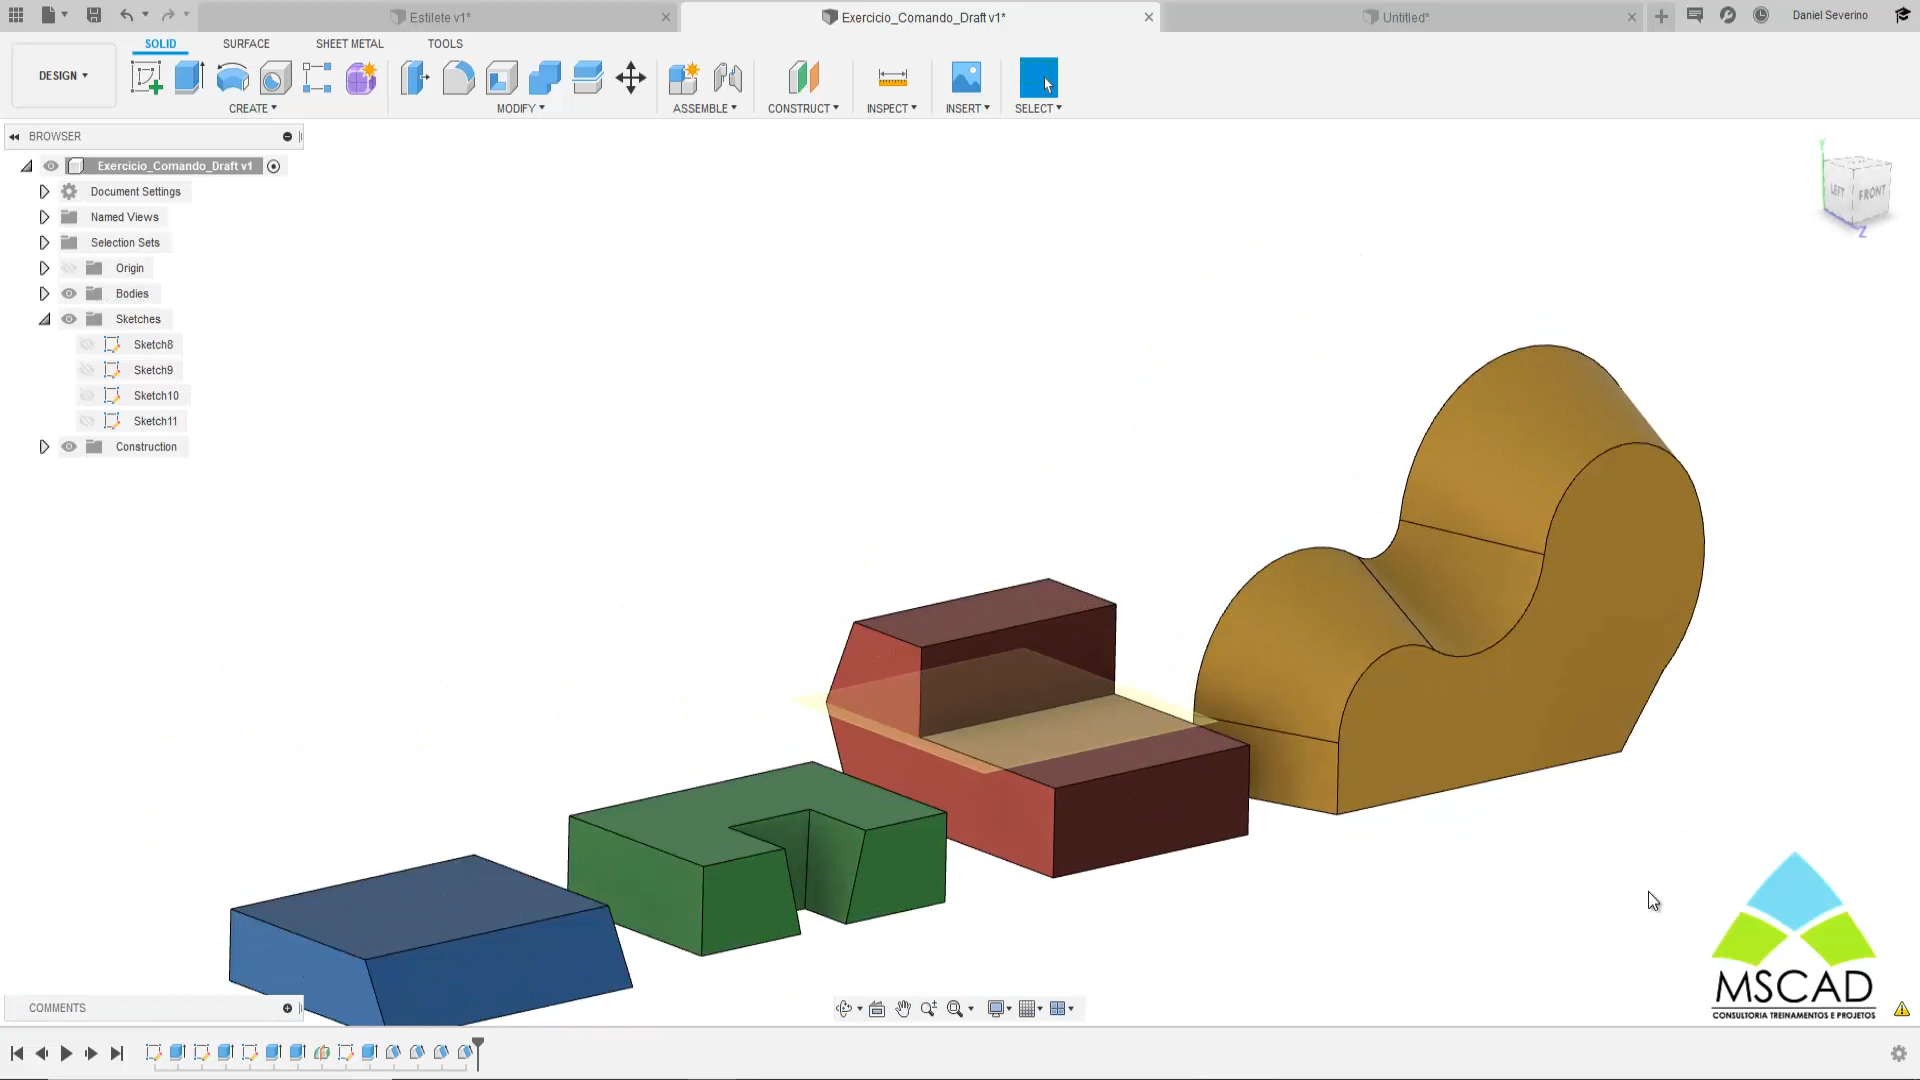 Estilete v1*
Exercicio_Comando_Draft v1*
Untitled*
Daniel Severino
DESIGN
SOLID
SURFACE
SHEET METAL
TOOLS
CREATE
MODIFY
ASSEMBLE
CONSTRUCT
INSPECT
INSERT
SELECT
BROWSER
Exercicio_Comando_Draft v1
Document Settings
Named Views
Selection Sets
Origin
Bodies
Sketches
Sketch8
Sketch9
Sketch10
Sketch11
Construction
Y
LEFT
FRONT
Z
MSCAD
CONSULTORIA TREINAMENTOS E PROJETOS
COMMENTS